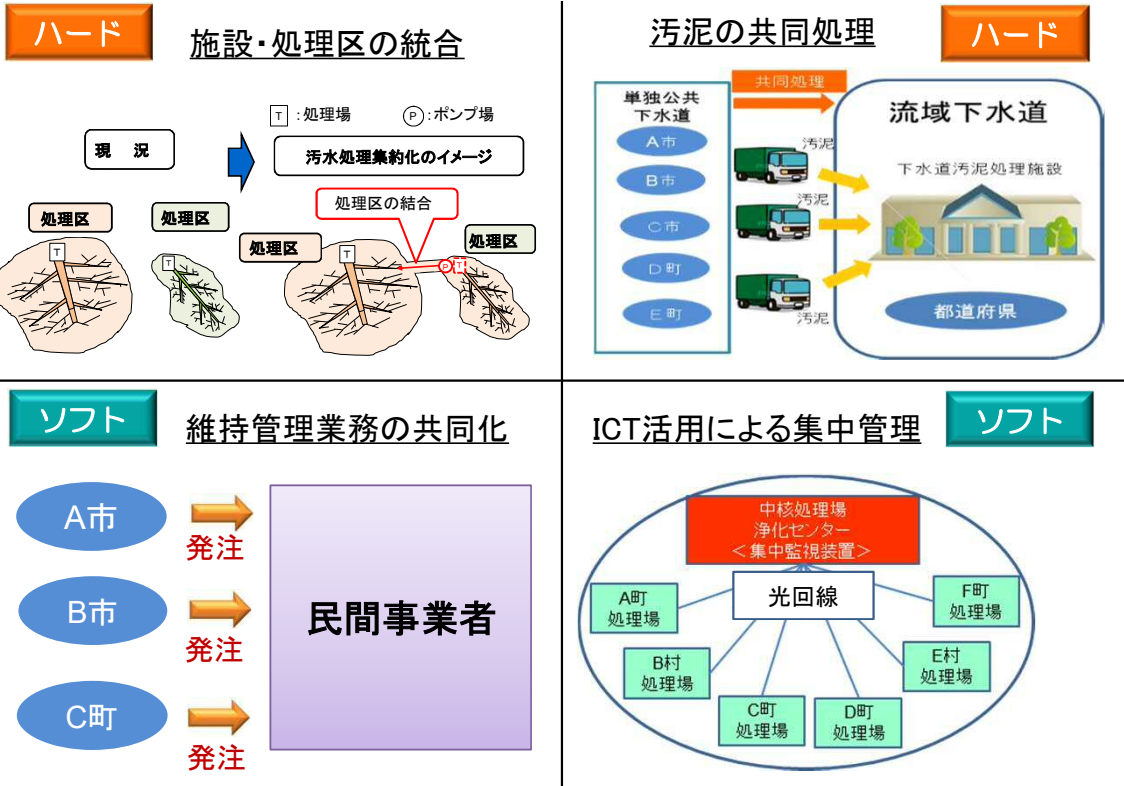 ハード
施設・処理区の統合
T :処理場
P :ポンプ場
現 況
汚水処理集約化のイメージ
処理区の結合
処理区
処理区
処理区
処理区
T
T
T
P
T
汚泥の共同処理
ハード
共同処理
単独公共
下水道
A市
B市
C市
D町
E町
汚泥
汚泥
汚泥
流域下水道
下水道汚泥処理施設
都道府県
ソフト
維持管理業務の共同化
A市
発注
B市
発注
C町
発注
民間事業者
ICT活用による集中管理
ソフト
中核処理場
浄化センター
＜集中監視装置＞
光回線
A町
処理場
B村
処理場
C町
処理場
D町
処理場
E村
処理場
F町
処理場